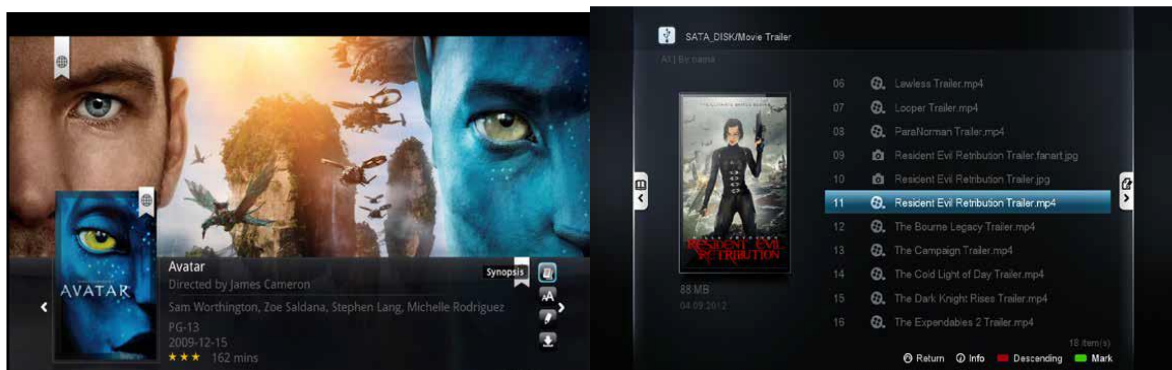 AVATAR
Avatar
Directed by James Cameron
Synopsis
Sam Worthington, Zoe Saldana, Stephen Lang, Michelle Rodriguez
PG-13
2009-12-15
162 mins
SATA_DISK/Movie Trailer
All | By name
RESIDENT EVIL
RETRIBUTION
88 MB
04.09.2012
06 Lawless Trailer.mp4
07 Looper Trailer.mp4
08 ParaNorman Trailer.mp4
09 Resident Evil Retribution Trailer.fanart.jpg
10 Resident Evil Retribution Trailer.jpg
11 Resident Evil Retribution Trailer.mp4
12 The Bourne Legacy Trailer.mp4
13 The Campaign Trailer.mp4
14 The Cold Light of Day Trailer.mp4
15 The Dark Knight Rises Trailer.mp4
16 The Expendables 2 Trailer.mp4
18 item(s)
Return Info Descending Mark